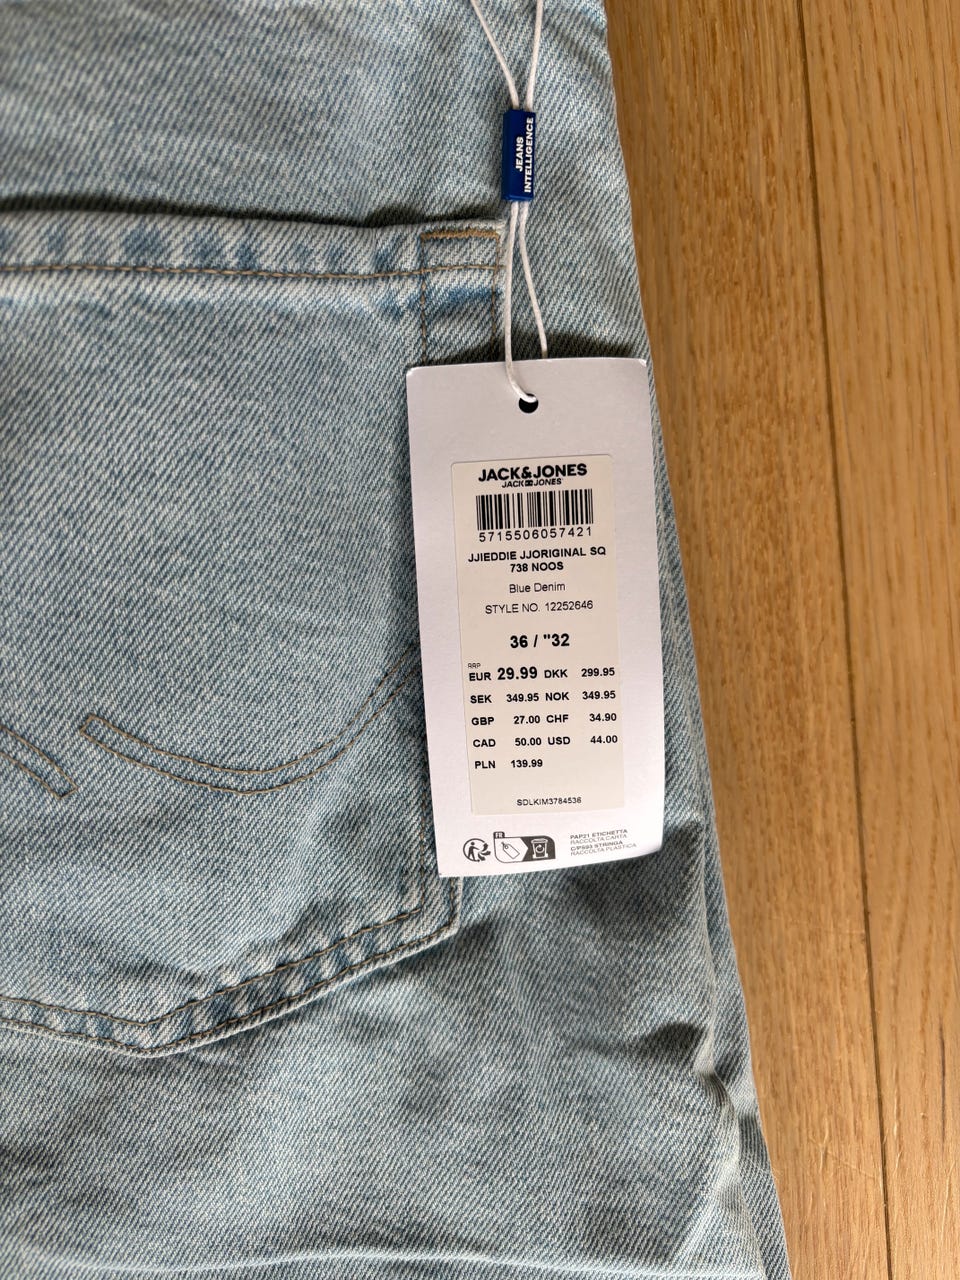 JEANS
INTELLIGENCE
JACK&JONES
JACK JONES
5715506057421
JJIEDDIE JJORIGINAL SQ
738 NOOS
Blue Denim
STYLE NO. 12252646
36 / "32
RRP
EUR 29.99 DKK 299.95
SEK 349.95 NOK 349.95
GBP 27.00 CHF 34.90
CAD 50.00 USD 44.00
PLN 139.99
SDLKIM3784536
FR
PAP21 ETICHETTA
RACCOLTA CARTA
C/PS93 STRINGA
RACCOLTA PLASTICA